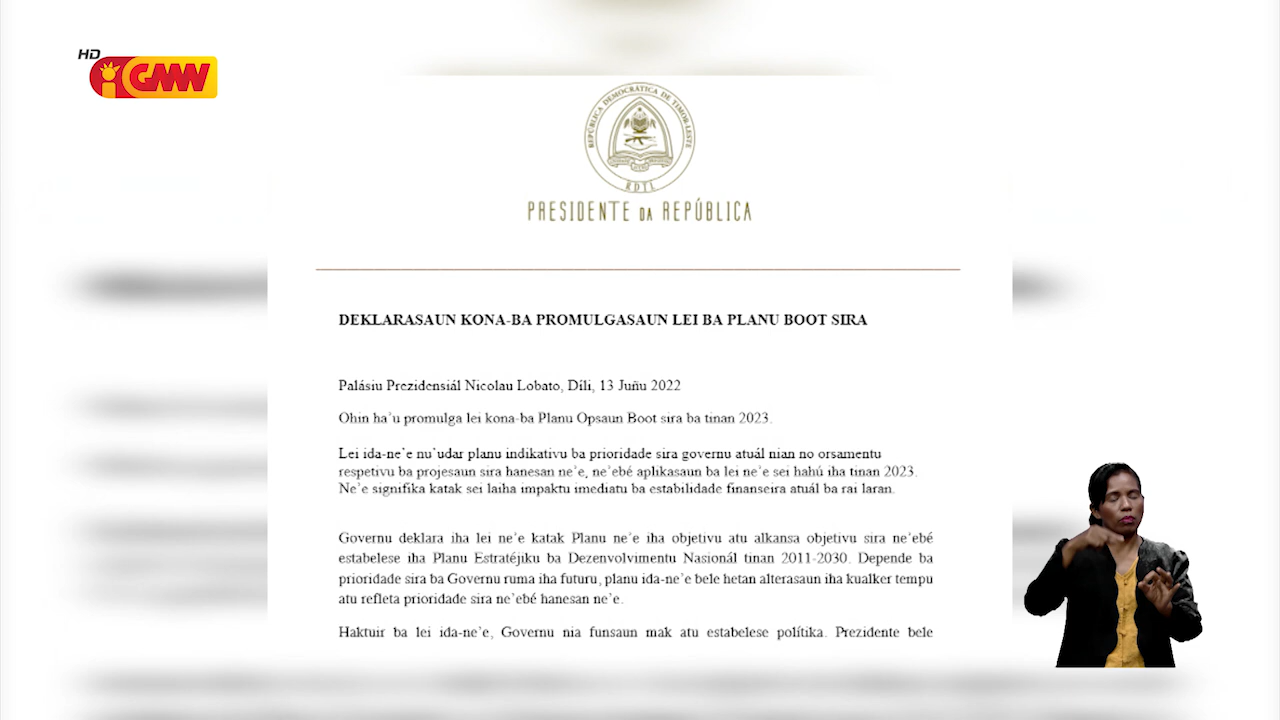 HD
GMN
REPÚBLICA DEMOCRÁTICA DE TIMOR-LESTE
RDTL
PRESIDENTE DA REPÚBLICA
DEKLARASAUN KONA-BA PROMULGASAUN LEI BA PLANU BOOT SIRA
Palásiu Prezidensiál Nicolau Lobato, Díli, 13 Juñu 2022
Ohin ha’u promulga lei kona-ba Planu Opsaun Boot sira ba tinan 2023.
Lei ida-ne’e nu’udar planu indikativu ba prioridade sira governu atuál nian no orsamentu
respetivu ba projesaun sira hanesan ne’e, ne’ebé aplikasaun ba lei ne’e sei hahú iha tinan 2023.
Ne’e signifika katak sei laiha impaktu imediatu ba estabilidade finanseira atuál ba rai laran.
Governu deklara iha lei ne’e katak Planu ne’e iha objetivu atu alkansa objetivu sira ne’ebé
estabelese iha Planu Estratéjiku ba Dezenvolvimentu Nasionál tinan 2011-2030. Depende ba
prioridade sira ba Governu ruma iha futuru, planu ida-ne’e bele hetan alterasaun iha kualker tempu
atu refleta prioridade sira ne’ebé hanesan ne’e.
Haktuir ba lei ida-ne’e, Governu nia funsaun mak atu estabelese polítika. Prezidente bele